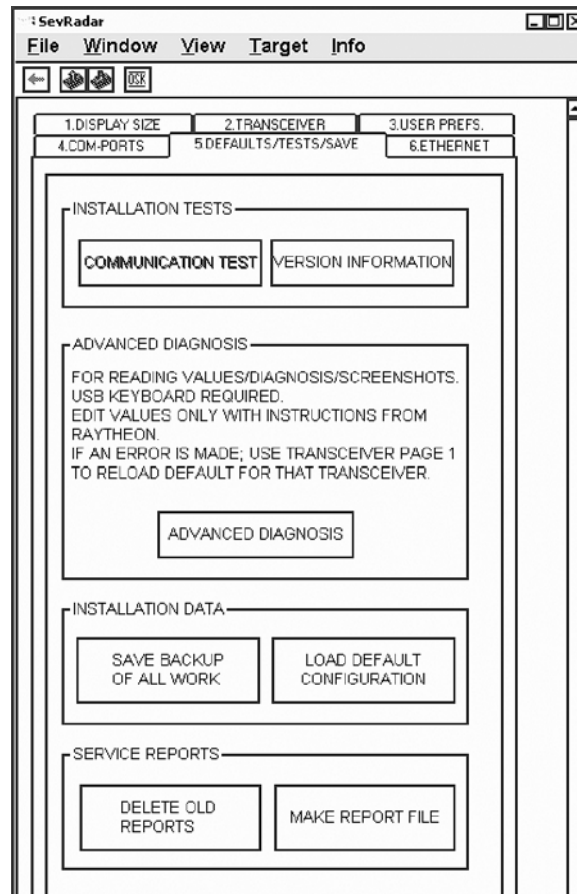 SevRadar
File Window View Target Info
OSK
1.DISPLAY SIZE 2.TRANSCEIVER 3.USER PREFS.
4.COM-PORTS 5.DEFAULTS/TESTS/SAVE 6.ETHERNET
INSTALLATION TESTS
COMMUNICATION TEST VERSION INFORMATION
ADVANCED DIAGNOSIS
FOR READING VALUES/DIAGNOSIS/SCREENSHOTS.
USB KEYBOARD REQUIRED.
EDIT VALUES ONLY WITH INSTRUCTIONS FROM
RAYTHEON.
IF AN ERROR IS MADE; USE TRANSCEIVER PAGE 1
TO RELOAD DEFAULT FOR THAT TRANSCEIVER.
ADVANCED DIAGNOSIS
INSTALLATION DATA
SAVE BACKUP
OF ALL WORK
LOAD DEFAULT
CONFIGURATION
SERVICE REPORTS
DELETE OLD
REPORTS
MAKE REPORT FILE